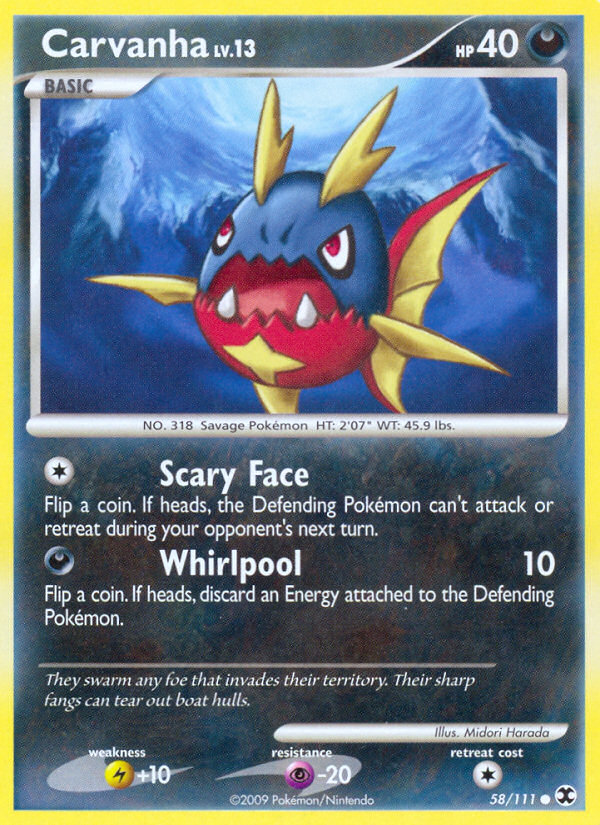 Carvanha LV.13 HP 40
BASIC
NO. 318 Savage Pokémon HT: 2'07" WT: 45.9 lbs.
Scary Face
Flip a coin. If heads, the Defending Pokémon can't attack or
retreat during your opponent's next turn.
Whirlpool 10
Flip a coin. If heads, discard an Energy attached to the Defending
Pokémon.
They swarm any foe that invades their territory. Their sharp
fangs can tear out boat hulls.
Illus. Midori Harada
weakness resistance retreat cost
+10 -20
©2009 Pokémon/Nintendo 58/111